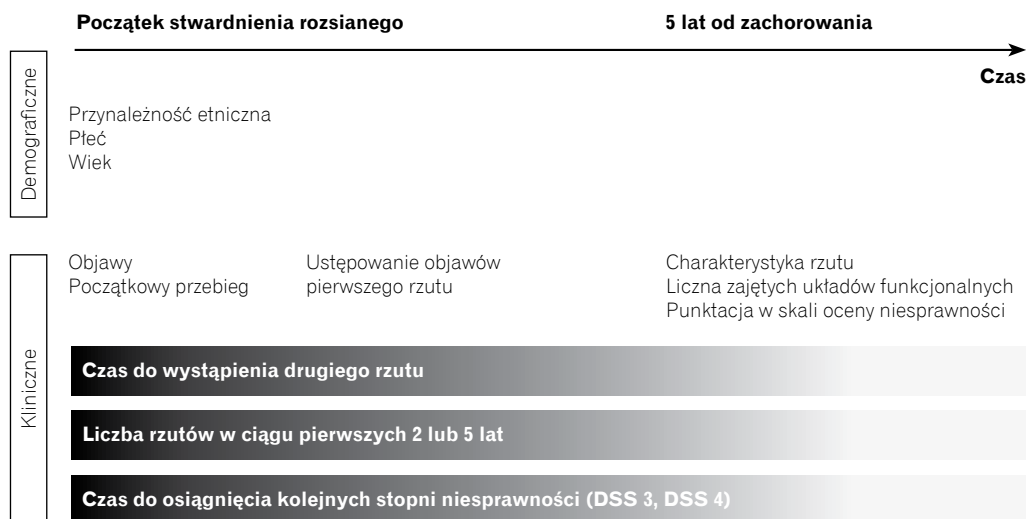 Początek stwardnienia rozsianego
5 lat od zachorowania
Czas
Demograficzne
Przynależność etniczna
Płeć
Wiek
Kliniczne
Objawy
Początkowy przebieg
Ustępowanie objawów
pierwszego rzutu
Charakterystyka rzutu
Liczna zajętych układów funkcjonalnych
Punktacja w skali oceny niesprawności
Czas do wystąpienia drugiego rzutu
Liczba rzutów w ciągu pierwszych 2 lub 5 lat
Czas do osiągnięcia kolejnych stopni niesprawności (DSS 3, DSS 4)